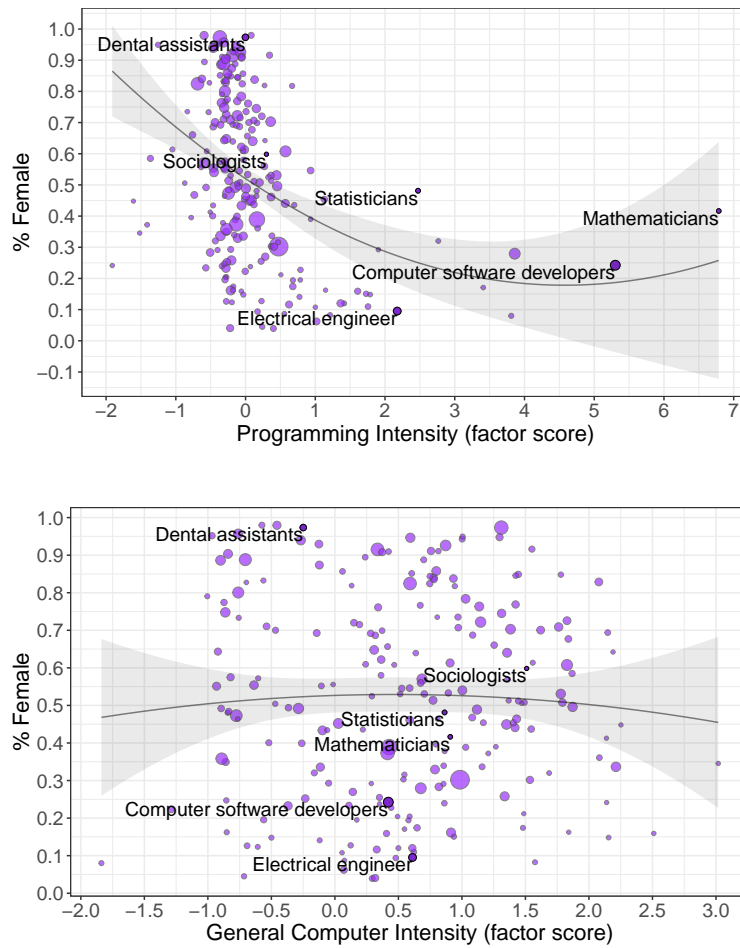 1.0
0.9
0.8
0.7
0.6
0.5
0.4
0.3
0.2
0.1
0.0
−0.1
% Female
Dental assistants
Sociologists
Statisticians
Mathematicians
Computer software developers
Electrical engineer
−2 −1 0 1 2 3 4 5 6 7
Programming Intensity (factor score)
1.0
0.9
0.8
0.7
0.6
0.5
0.4
0.3
0.2
0.1
0.0
% Female
Dental assistants
Sociologists
Statisticians
Mathematicians
Computer software developers
Electrical engineer
−2.0 −1.5 −1.0 −0.5 0.0 0.5 1.0 1.5 2.0 2.5 3.0
General Computer Intensity (factor score)